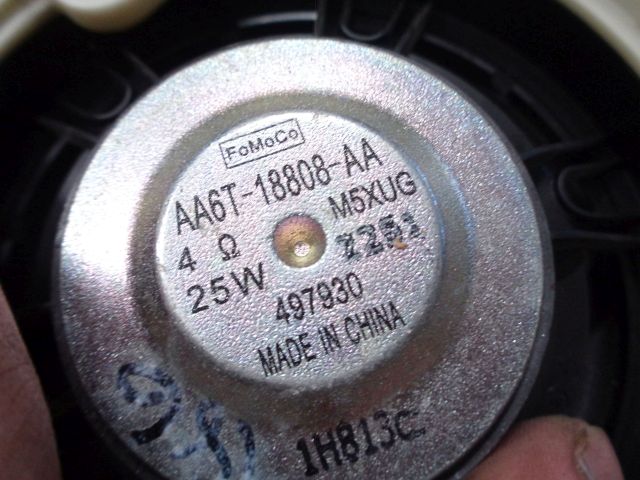 FoMoCo
AA6T-18808-AA
4 Ω M5XUG
25W
497930
MADE IN CHINA
1H813C